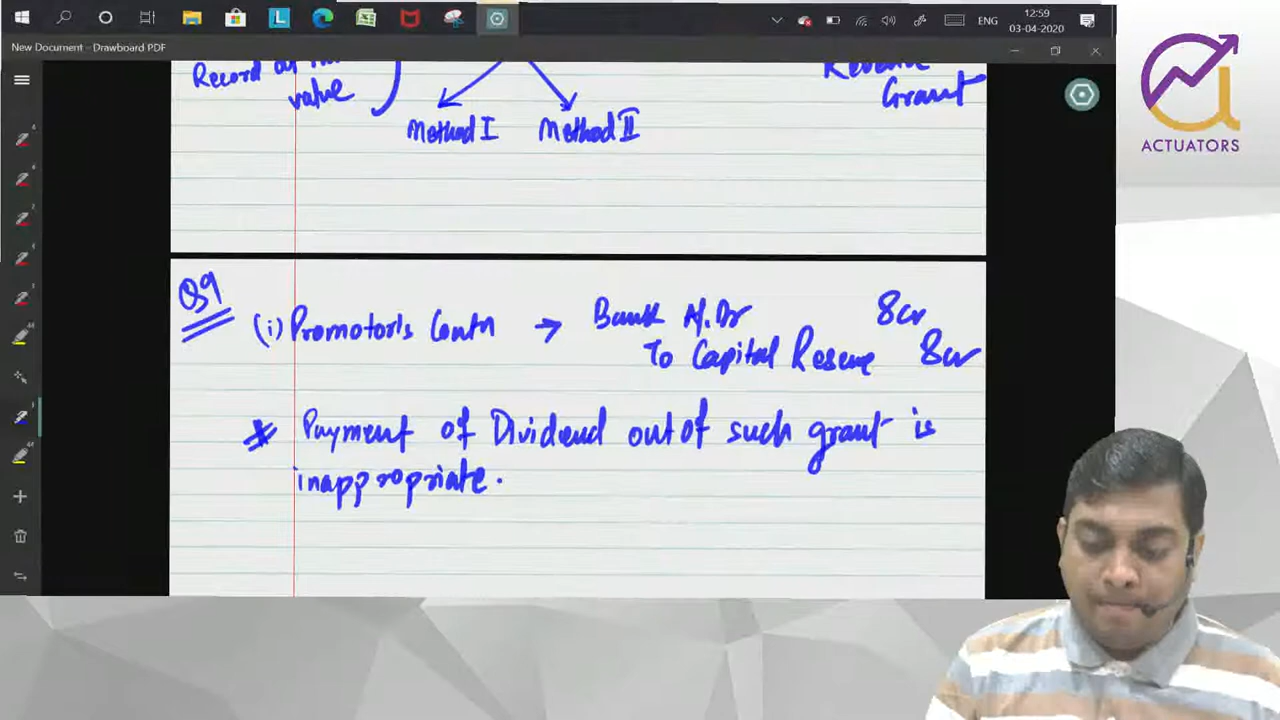 12:59
ENG
03-04-2020
New Document - Drawboard PDF
Record
value
Grant
Method I Method II
ACTUATORS
Q9
(i) Promotor's Contn → Bank A/. Dr 8cr
To Capital Reserve 8cr
* Payment of Dividend out of such grant is
inappropriate.